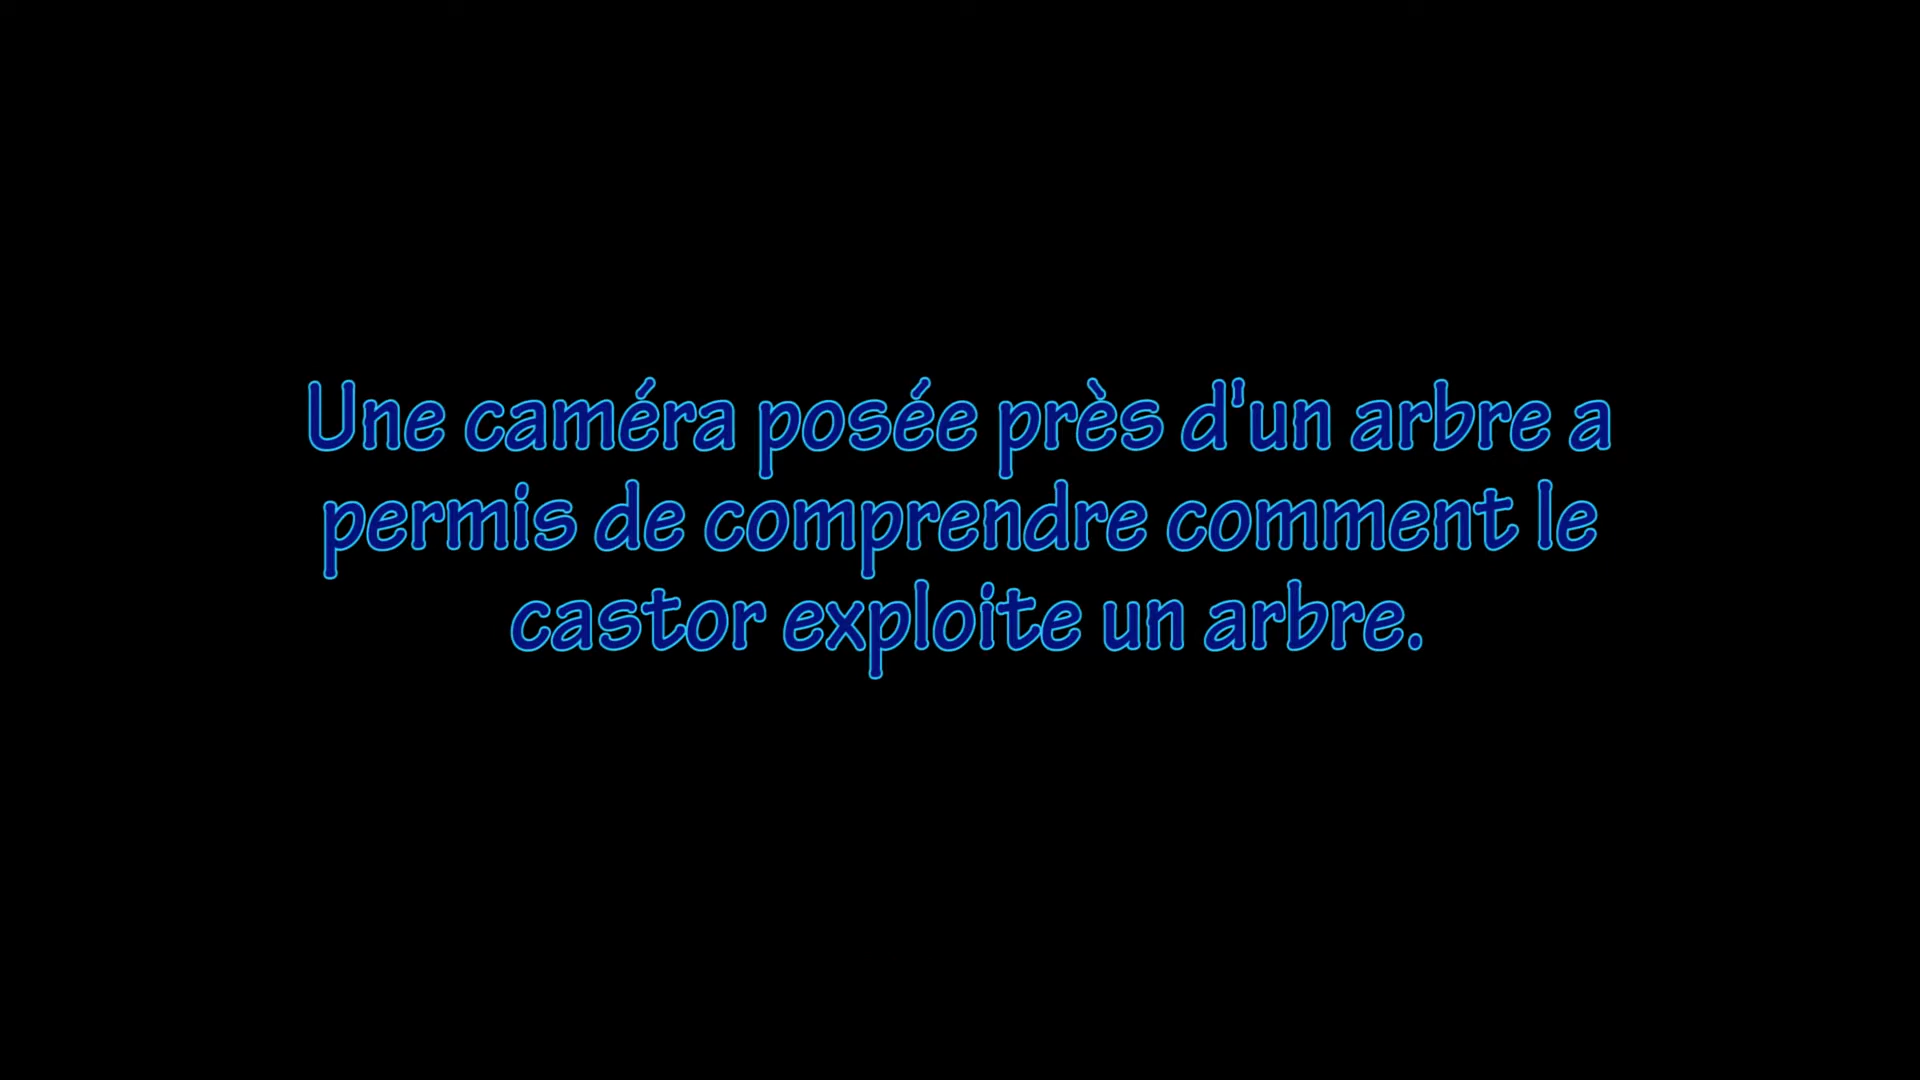 Une caméra posée près d'un arbre a
permis de comprendre comment le
castor exploite un arbre.